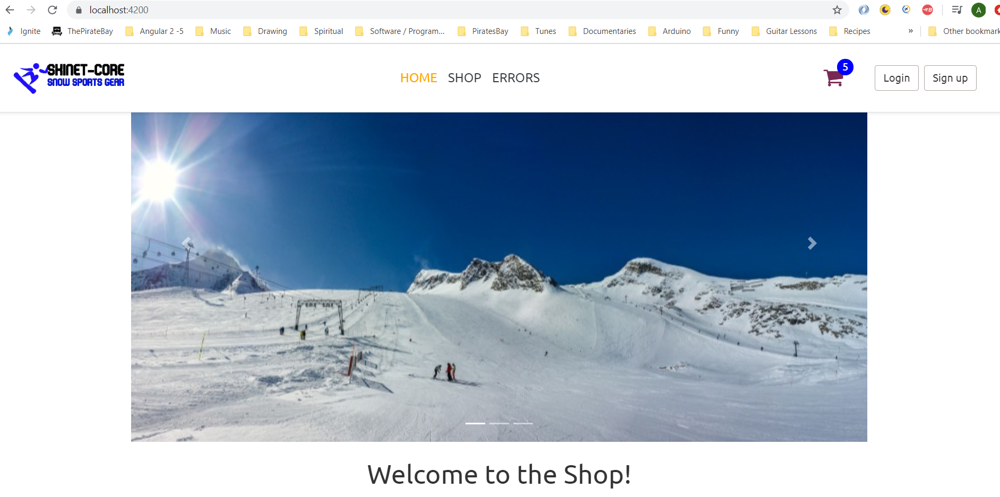 localhost:4200
A
Ignite ThePirateBay Angular 2 -5 Music Drawing Spiritual Software / Program... PiratesBay Tunes Documentaries Arduino Funny Guitar Lessons Recipes » Other bookmark
SKINET-CORE
SNOW SPORTS GEAR
HOME SHOP ERRORS
5
Login Sign up
Welcome to the Shop!